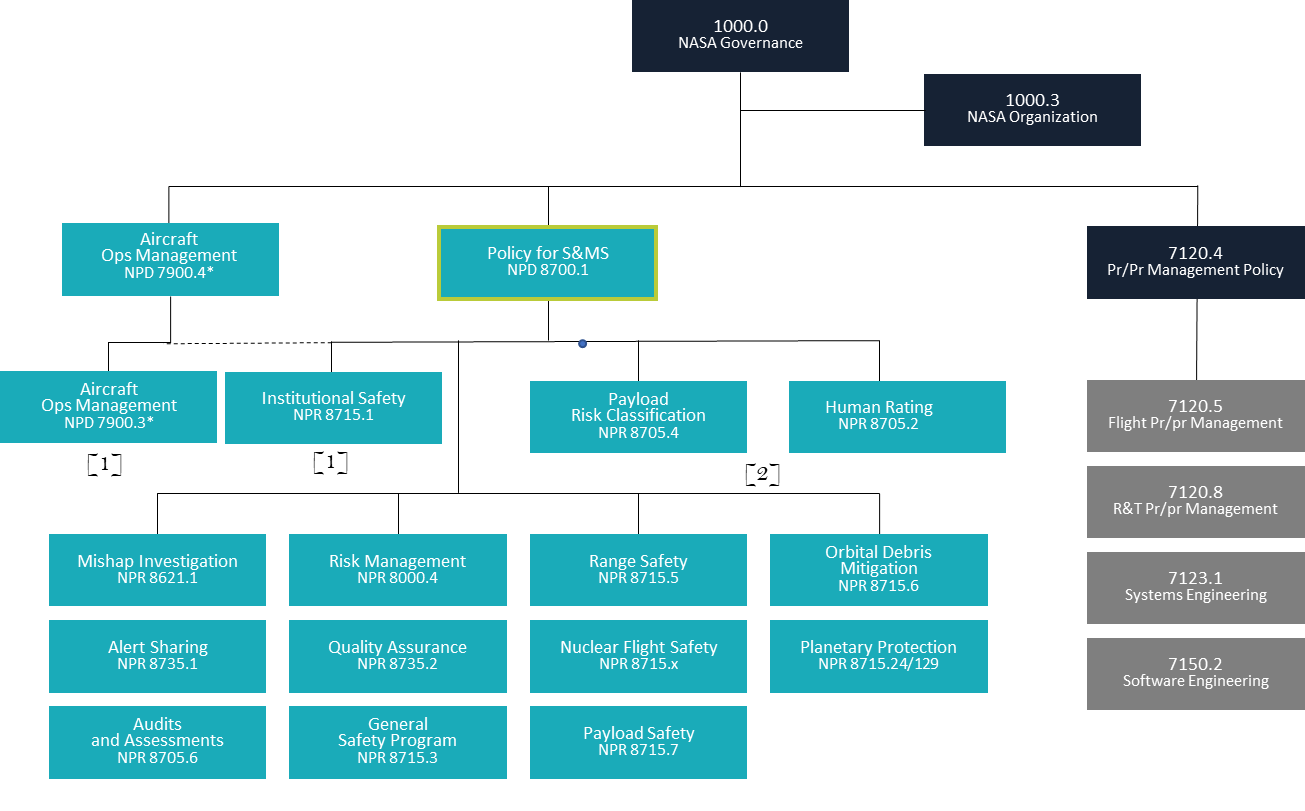 1000.0
NASA Governance
1000.3
NASA Organization
Aircraft
Ops Management
NPD 7900.4*
Policy for S&MS
NPD 8700.1
7120.4
Pr/Pr Management Policy
Aircraft
Ops Management
NPD 7900.3*
Institutional Safety
NPR 8715.1
Payload
Risk Classification
NPR 8705.4
Human Rating
NPR 8705.2
7120.5
Flight Pr/pr Management
[1]
[1]
[2]
7120.8
R&T Pr/pr Management
Mishap Investigation
NPR 8621.1
Risk Management
NPR 8000.4
Range Safety
NPR 8715.5
Orbital Debris
Mitigation
NPR 8715.6
7123.1
Systems Engineering
Alert Sharing
NPR 8735.1
Quality Assurance
NPR 8735.2
Nuclear Flight Safety
NPR 8715.x
Planetary Protection
NPR 8715.24/129
7150.2
Software Engineering
Audits
and Assessments
NPR 8705.6
General
Safety Program
NPR 8715.3
Payload Safety
NPR 8715.7